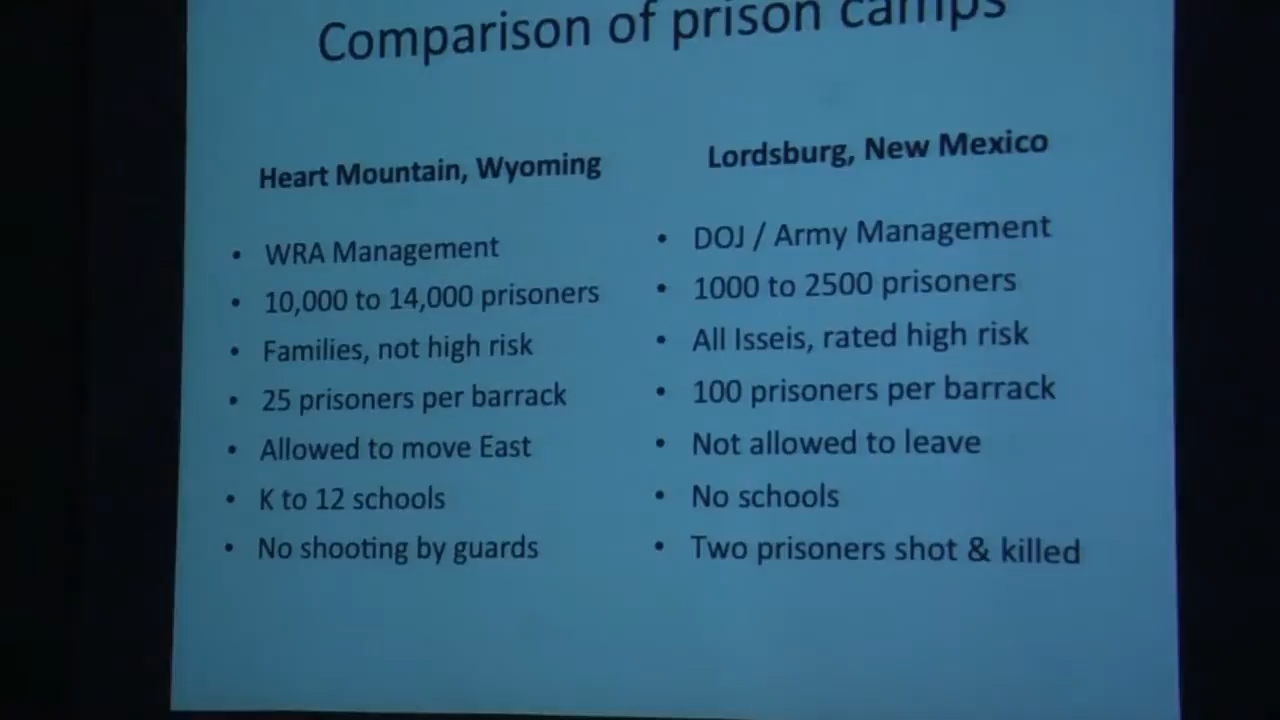 Comparison of prison camps
Heart Mountain, Wyoming
• WRA Management
• 10,000 to 14,000 prisoners
• Families, not high risk
• 25 prisoners per barrack
• Allowed to move East
• K to 12 schools
• No shooting by guards
Lordsburg, New Mexico
• DOJ / Army Management
• 1000 to 2500 prisoners
• All Isseis, rated high risk
• 100 prisoners per barrack
• Not allowed to leave
• No schools
• Two prisoners shot & killed